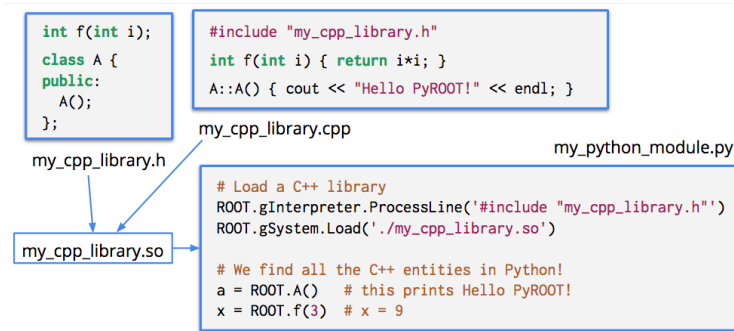 int f(int i);
class A {
public:
  A();
};
my_cpp_library.h
#include "my_cpp_library.h"
int f(int i) { return i*i; }
A::A() { cout << "Hello PyROOT!" << endl; }
my_cpp_library.cpp
my_cpp_library.so
my_python_module.py
# Load a C++ library
ROOT.gInterpreter.ProcessLine('#include "my_cpp_library.h"')
ROOT.gSystem.Load('./my_cpp_library.so')
# We find all the C++ entities in Python!
a = ROOT.A()   # this prints Hello PyROOT!
x = ROOT.f(3)  # x = 9